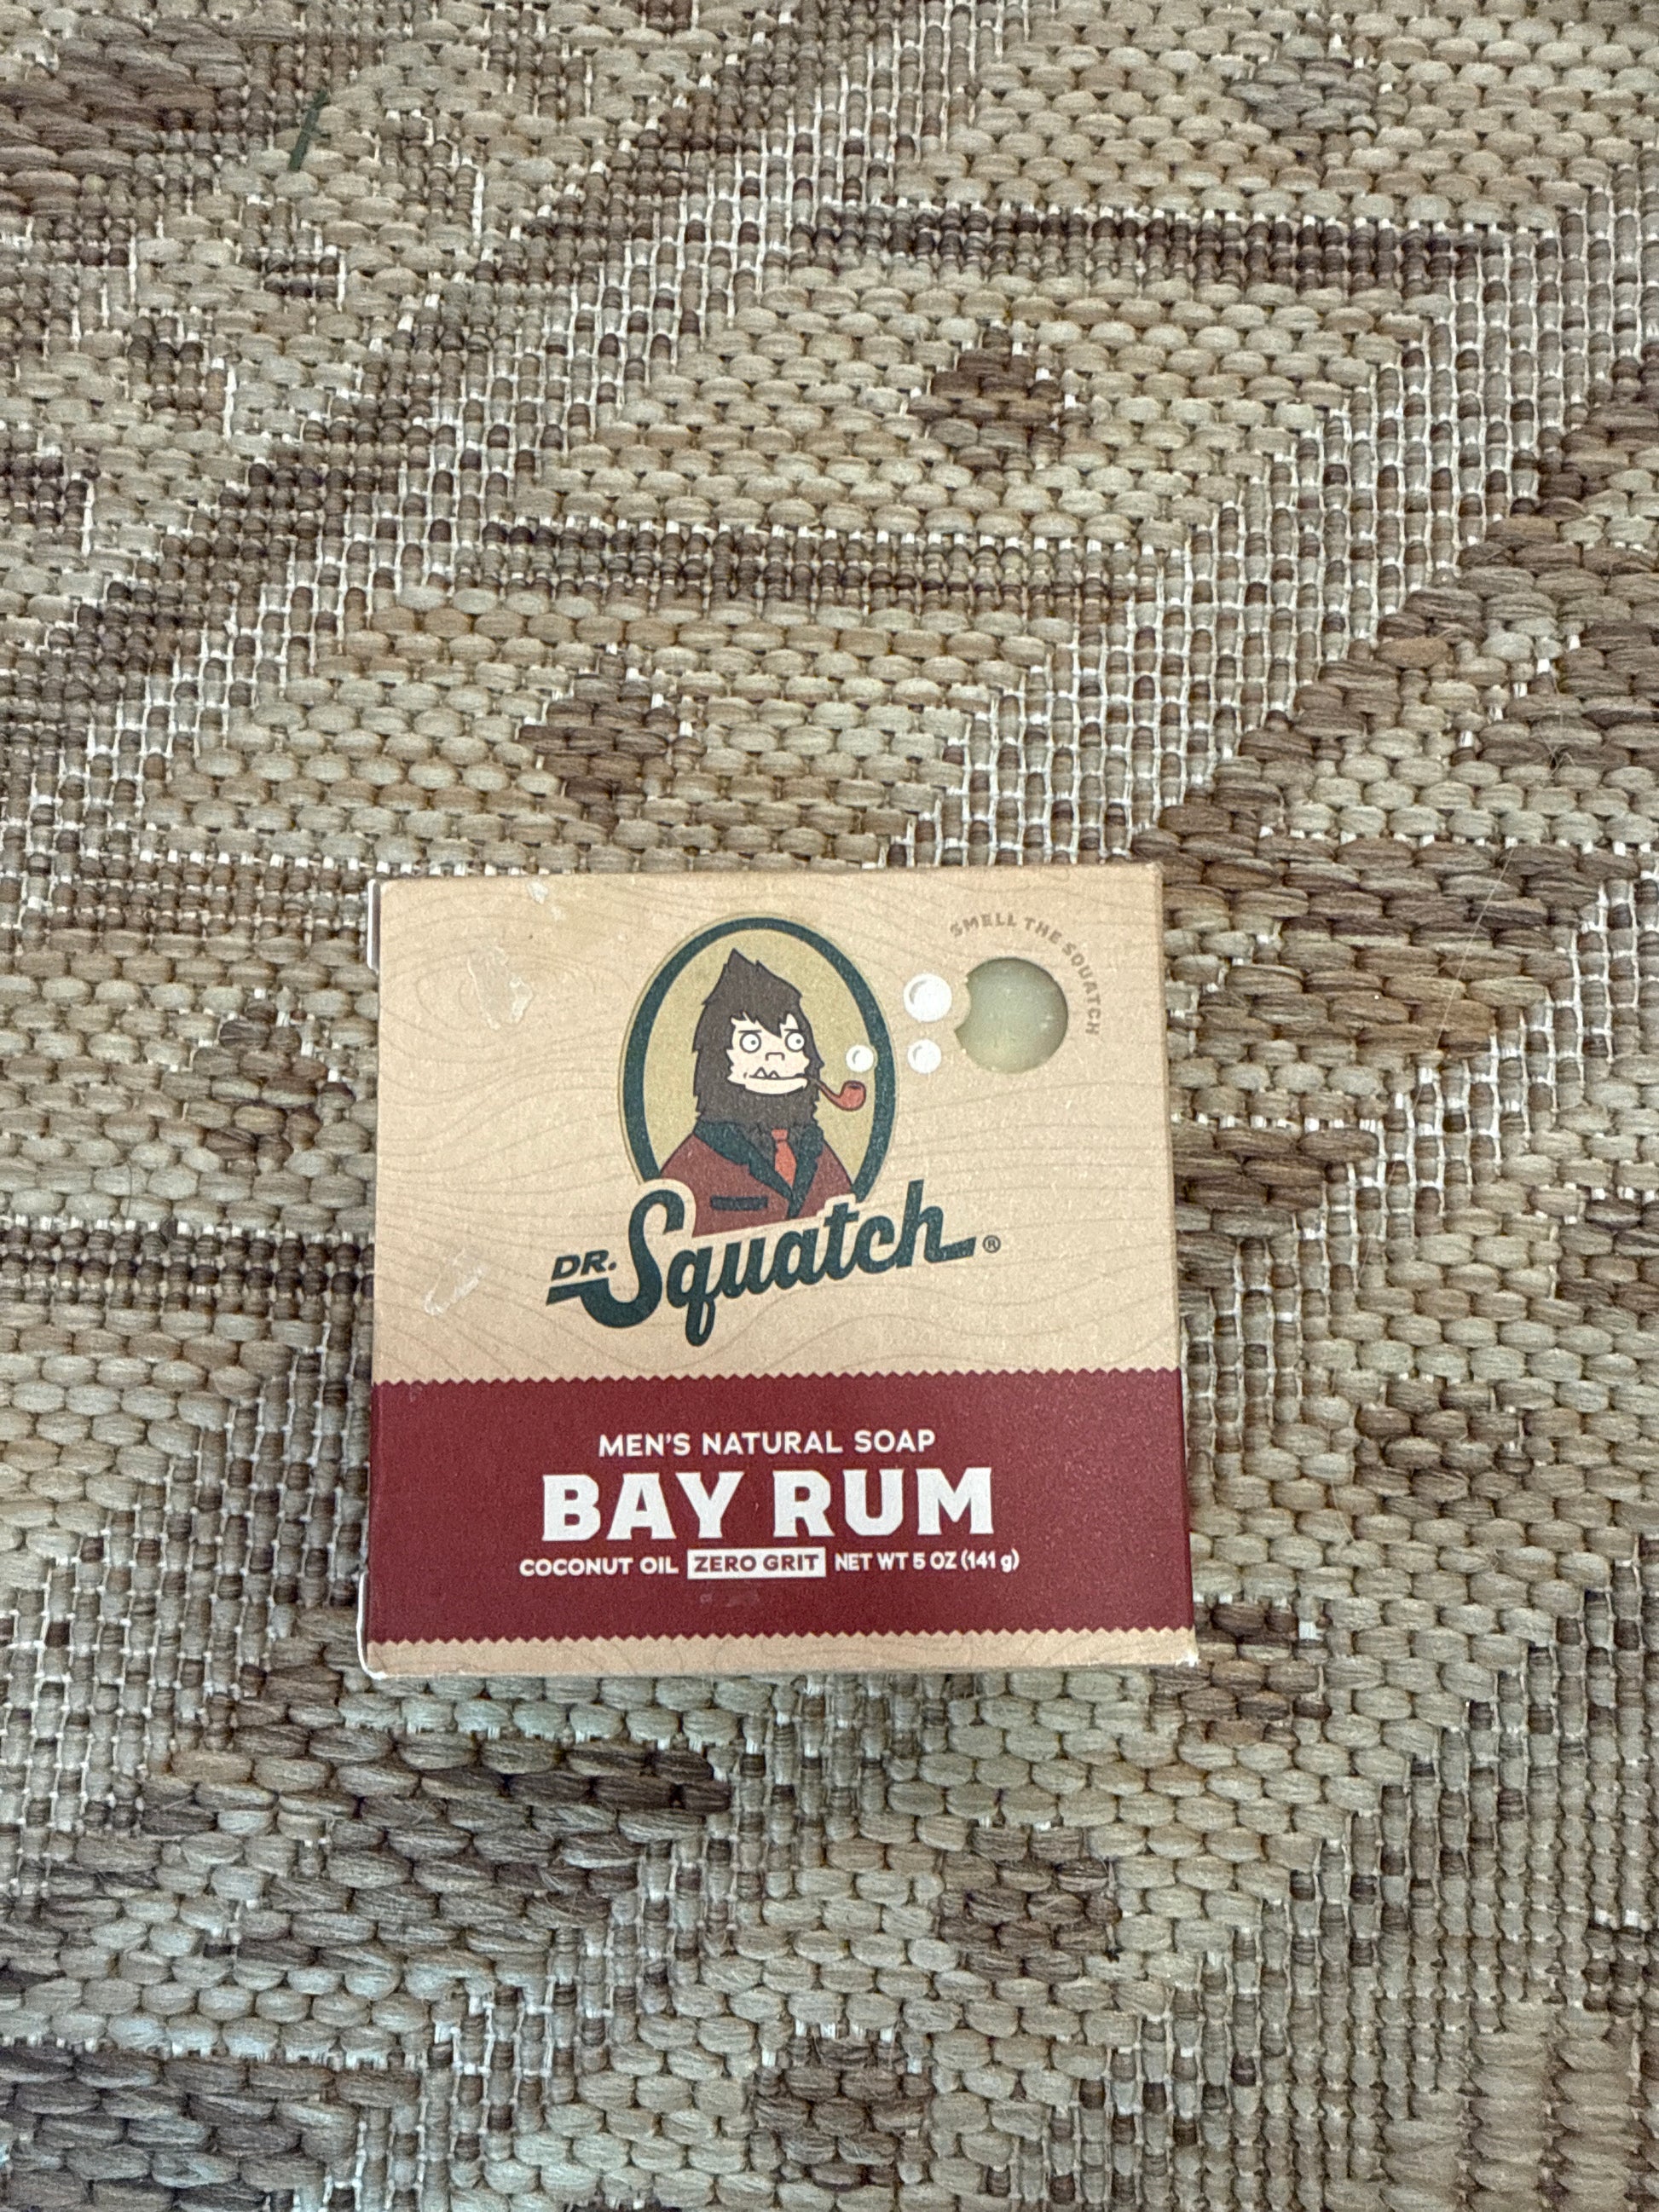 SMELL THE SQUATCH
DR. Squatch®
MEN'S NATURAL SOAP
BAY RUM
COCONUT OIL ZERO GRIT NET WT 5 OZ (141 g)